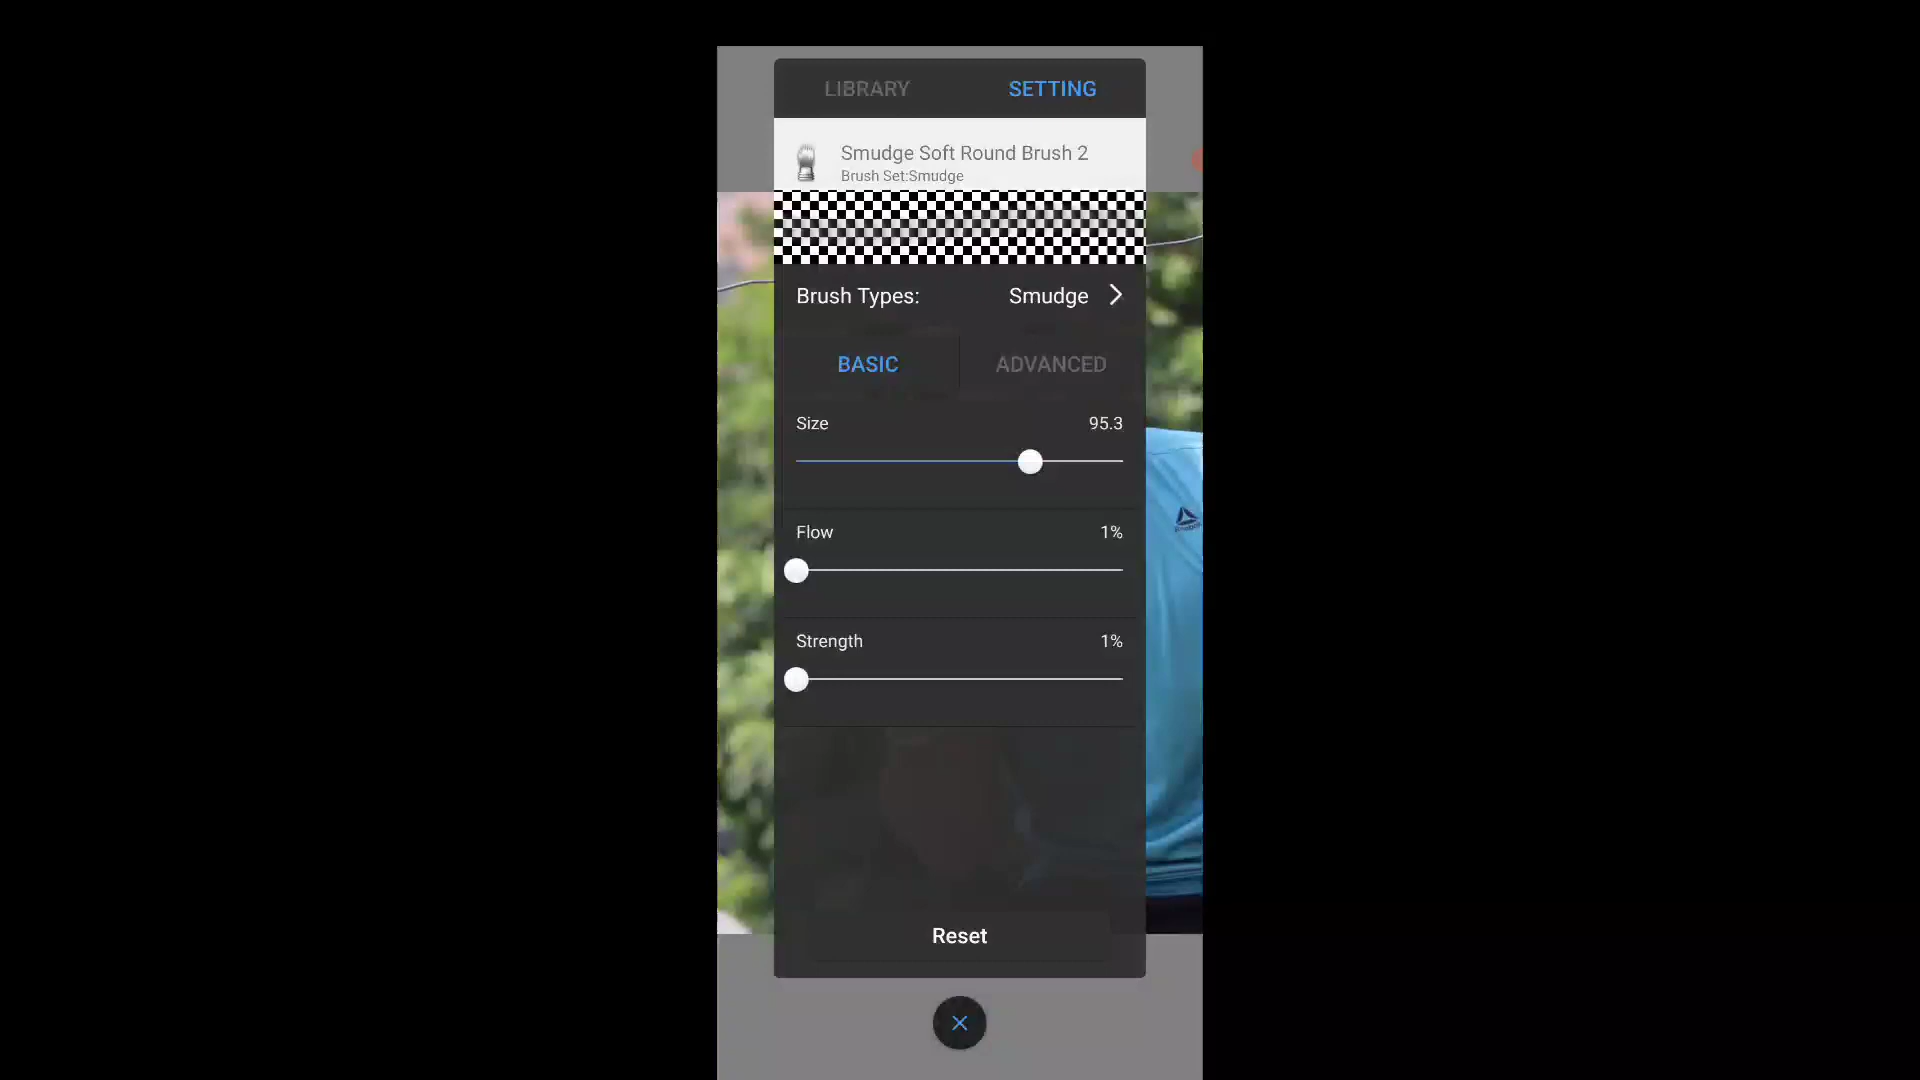 LIBRARY SETTING
Smudge Soft Round Brush 2
Brush Set:Smudge
Brush Types: Smudge
BASIC ADVANCED
Size 95.3
Flow 1%
Strength 1%
Reset